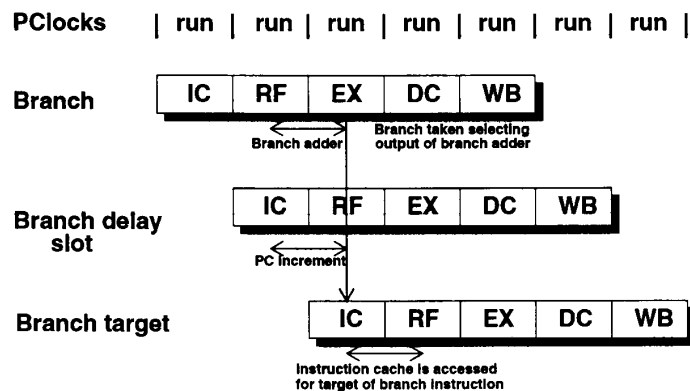 PClocks | run | run | run | run | run | run | run |
Branch IC RF EX DC WB
Branch adder
Branch taken selecting
output of branch adder
Branch delay
slot
IC RF EX DC WB
PC increment
Branch target IC RF EX DC WB
Instruction cache is accessed
for target of branch instruction